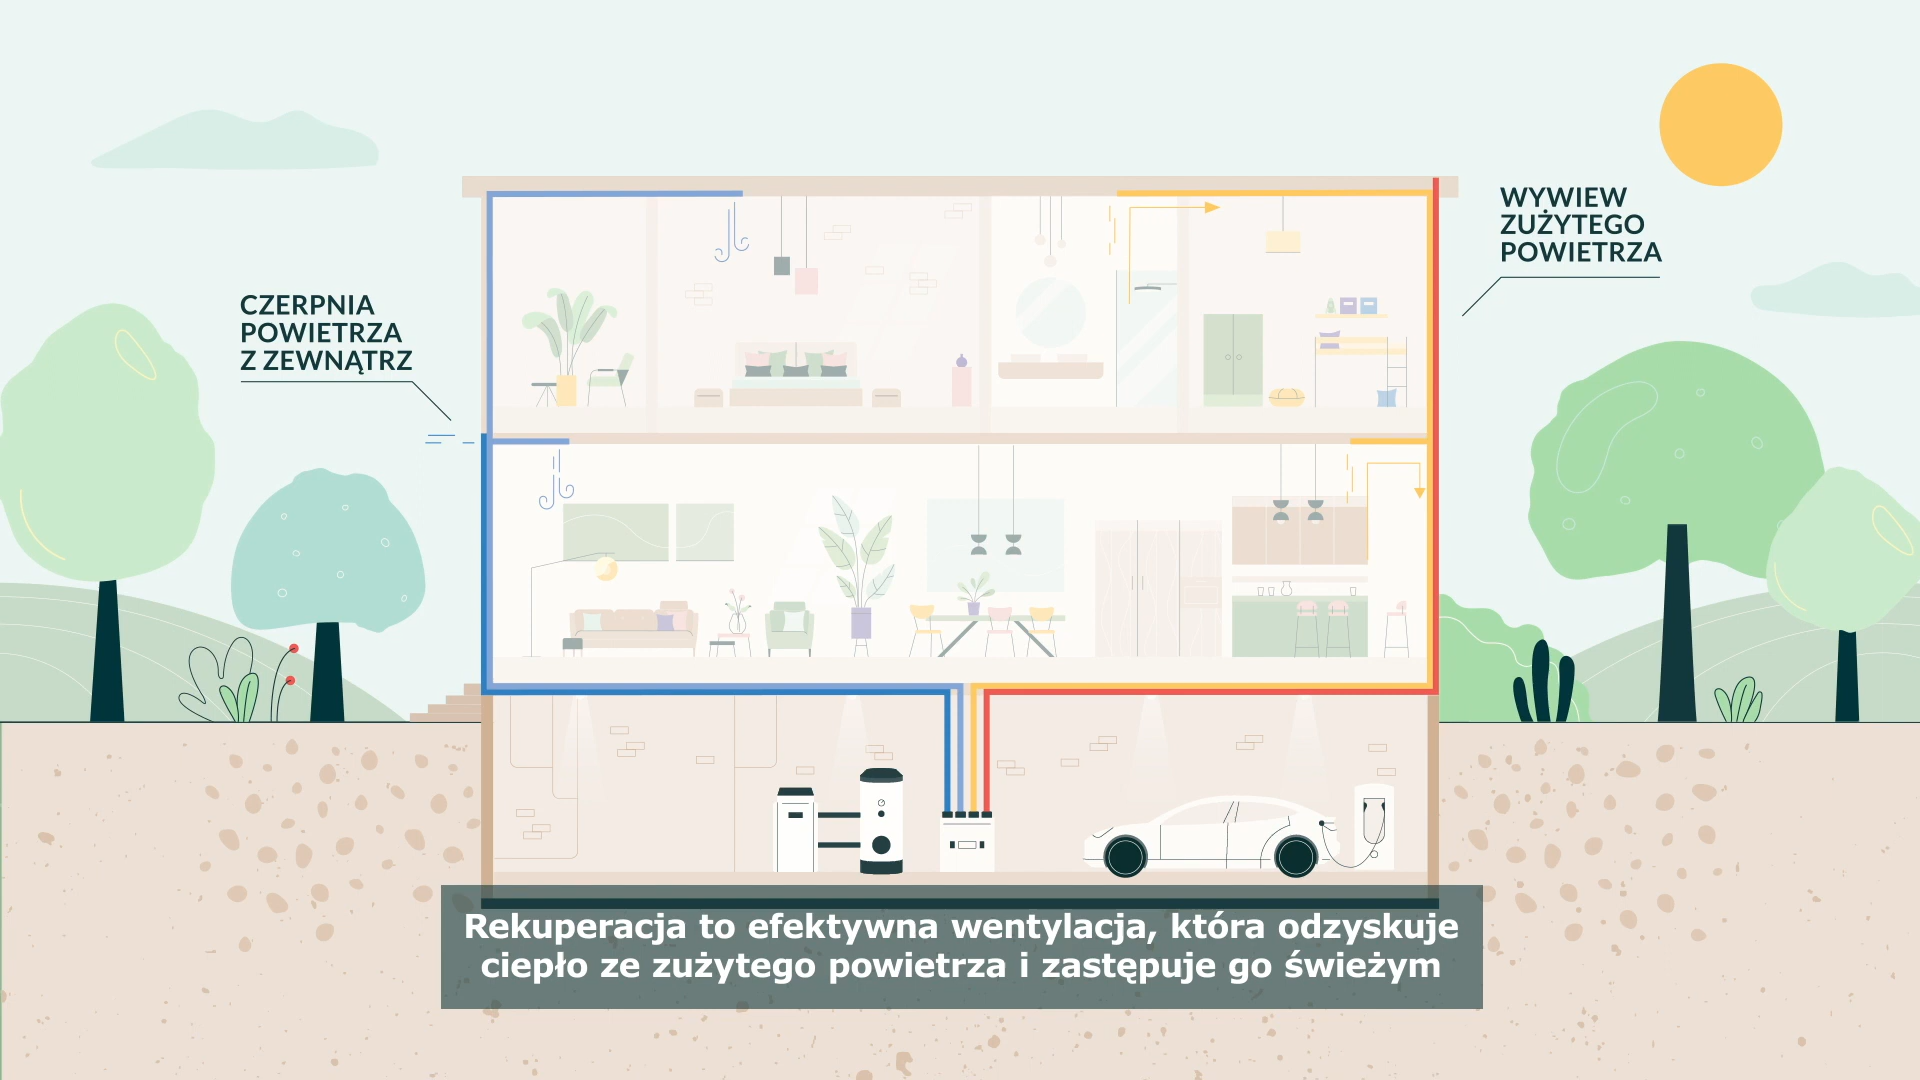 WYWIEW
ZUŻYTEGO
POWIETRZA
CZERPNIA
POWIETRZA
Z ZEWNĄTRZ
Rekuperacja to efektywna wentylacja, która odzyskuje
ciepło ze zużytego powietrza i zastępuje go świeżym